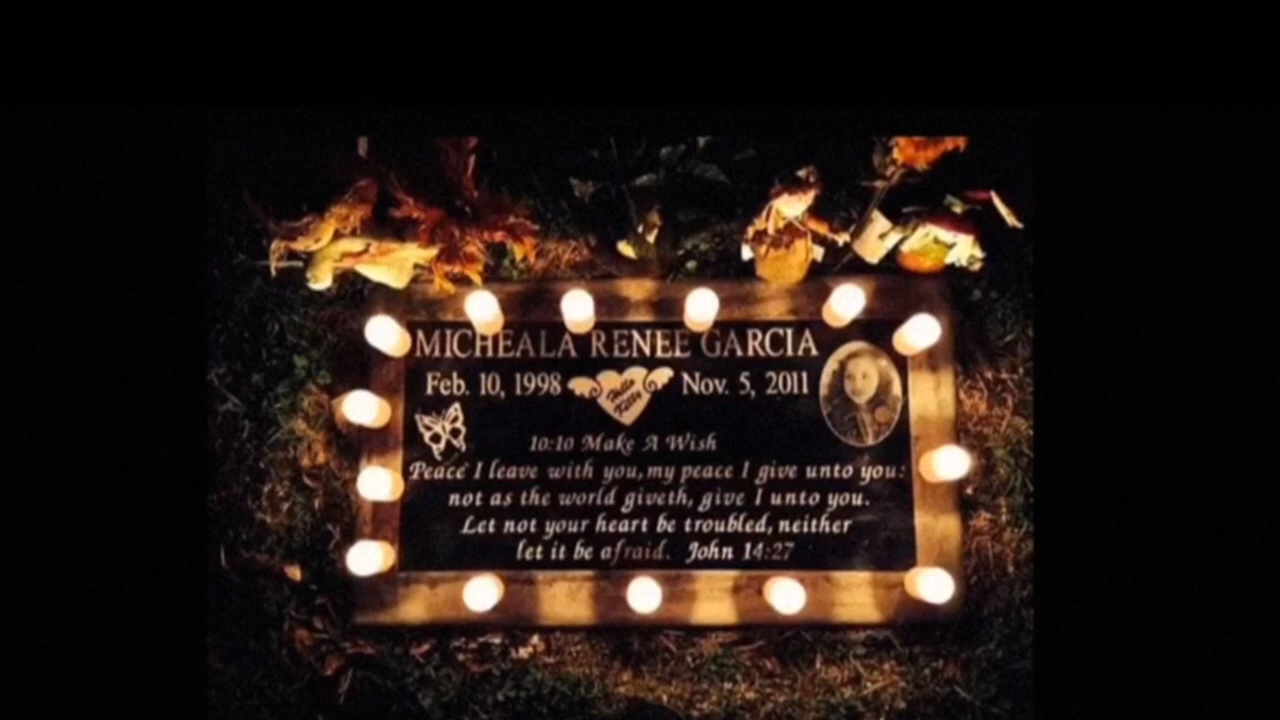 MICHEALA RENEE GARCIA
Feb. 10, 1998 Hello Kitty Nov. 5, 2011
10:10 Make A Wish
Peace I leave with you, my peace I give unto you:
not as the world giveth, give I unto you.
Let not your heart be troubled, neither
let it be afraid. John 14:27